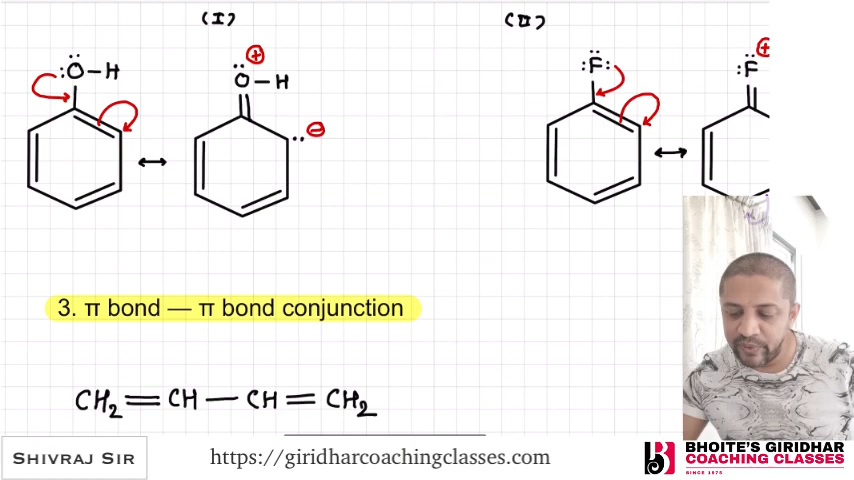 (I)
(II)
:Ö-H
Ö-H
⊕
⊖
:F̈:
:F̈
+
3. π bond — π bond conjunction
CH₂=CH—CH=CH₂
SHIVRAJ SIR
https://giridharcoachingclasses.com
BHOITE'S GIRIDHAR
COACHING CLASSES
SINCE 1975